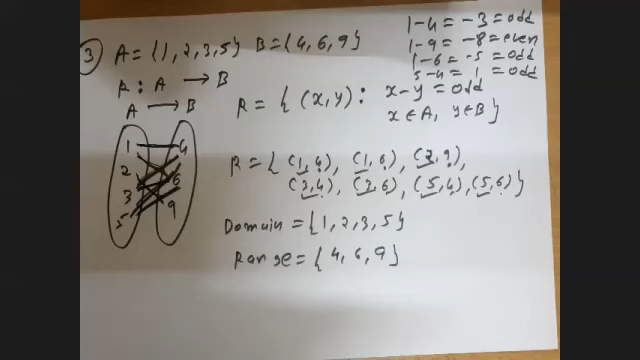 3 A = {1, 2, 3, 5} B = {4, 6, 9}
R : A → B
A → B
1 4
2 6
3 9
5
1-4 = -3 = odd
1-9 = -8 = even
1-6 = -5 = odd
5-4 = 1 = odd
R = { (x, y) : x-y = odd
x ∈ A, y ∈ B }
R = { (1, 4), (1, 6), (2, 9),
(3, 4), (3, 6), (5, 4), (5, 6) }
Domain = {1, 2, 3, 5}
Range = {4, 6, 9}